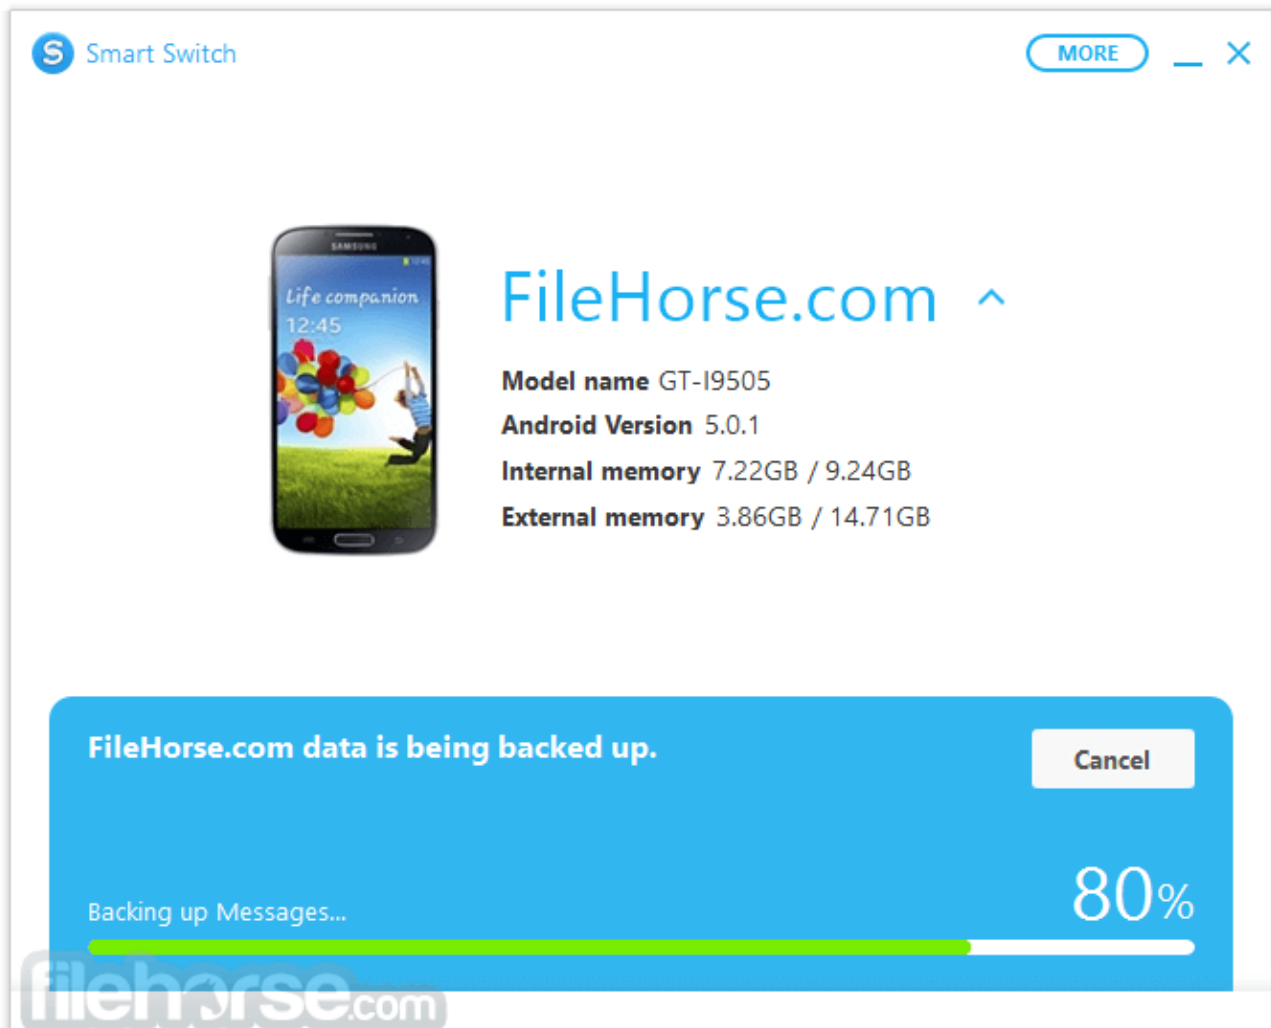 S Smart Switch MORE
SAMSUNG
12:45
Life companion
12:45
FileHorse.com
Model name GT-I9505
Android Version 5.0.1
Internal memory 7.22GB / 9.24GB
External memory 3.86GB / 14.71GB
FileHorse.com data is being backed up.
Cancel
80%
Backing up Messages...
filehorse.com